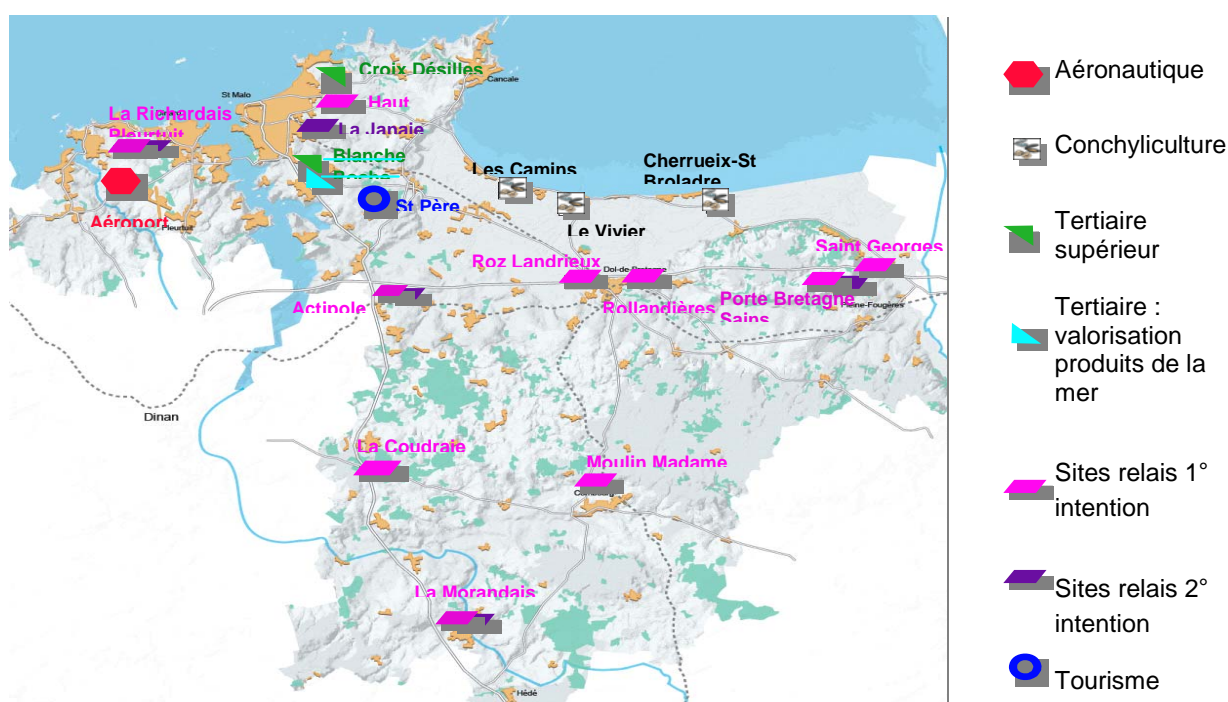 Croix Désilles
Cancale
St Malo
Haut
La Richardais
Pleurtuit
La Janaie
Blanche
Roche
Les Camins
Cherrueix-St
Broladre
St Père
Aéroport
Pleurtuit
Le Vivier
Saint Georges
Roz Landrieux
Dol-de-Bretagne
Actipole
Rollandières
Porte Bretagne
Sains
Pleine-Fougères
Dinan
La Coudraie
Moulin Madame
Combourg
La Morandais
Hédé
Aéronautique
Conchyliculture
Tertiaire
supérieur
Tertiaire :
valorisation
produits de la
mer
Sites relais 1°
intention
Sites relais 2°
intention
Tourisme